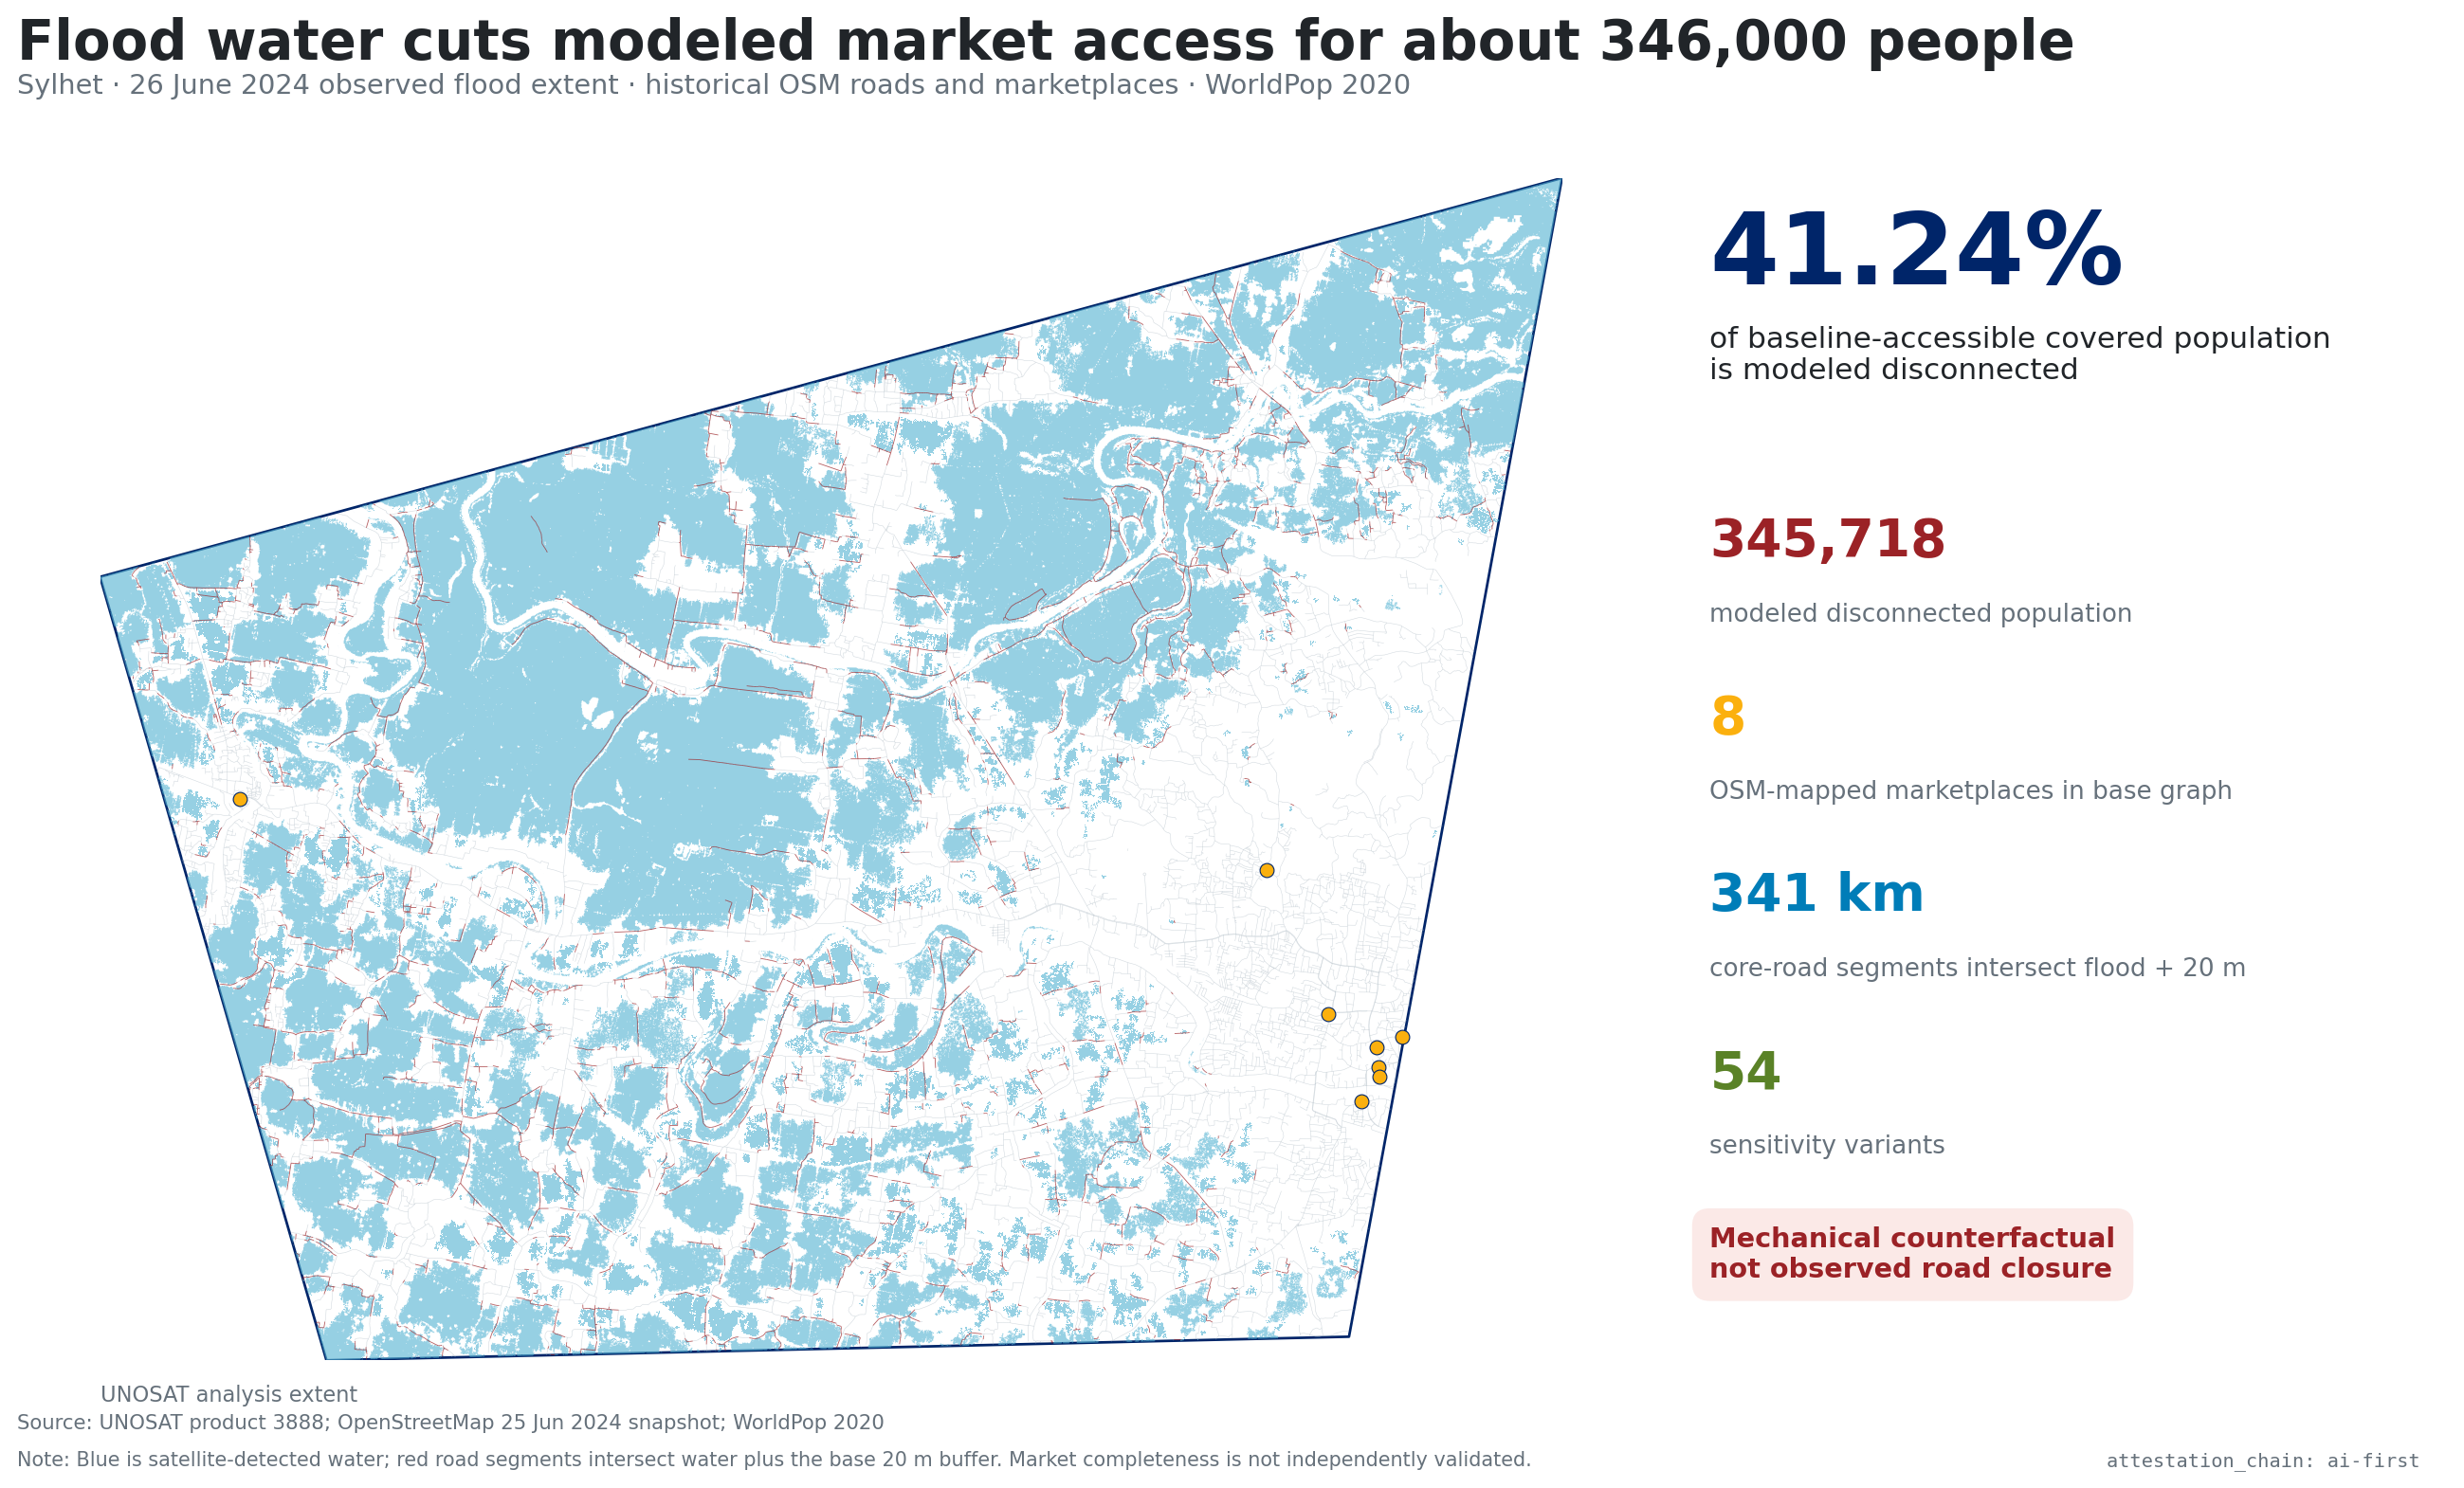 Flood water cuts modeled market access for about 346,000 people
Sylhet · 26 June 2024 observed flood extent · historical OSM roads and marketplaces · WorldPop 2020
41.24%
of baseline-accessible covered population
is modeled disconnected
345,718
modeled disconnected population
8
OSM-mapped marketplaces in base graph
341 km
core-road segments intersect flood + 20 m
54
sensitivity variants
Mechanical counterfactual
not observed road closure
UNOSAT analysis extent
Source: UNOSAT product 3888; OpenStreetMap 25 Jun 2024 snapshot; WorldPop 2020
Note: Blue is satellite-detected water; red road segments intersect water plus the base 20 m buffer. Market completeness is not independently validated.
attestation_chain: ai-first